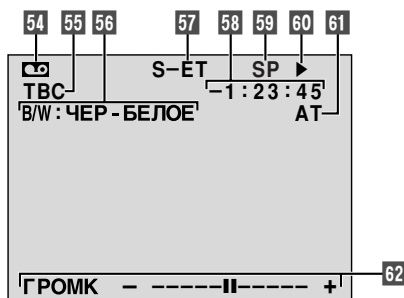 54 55 56 57 58 59 60 61
S-ET SP ▶
TBC -1:23:45
B/W : ЧЕР - БЕЛОЕ AT
62
ГРОМК - -----II----- +